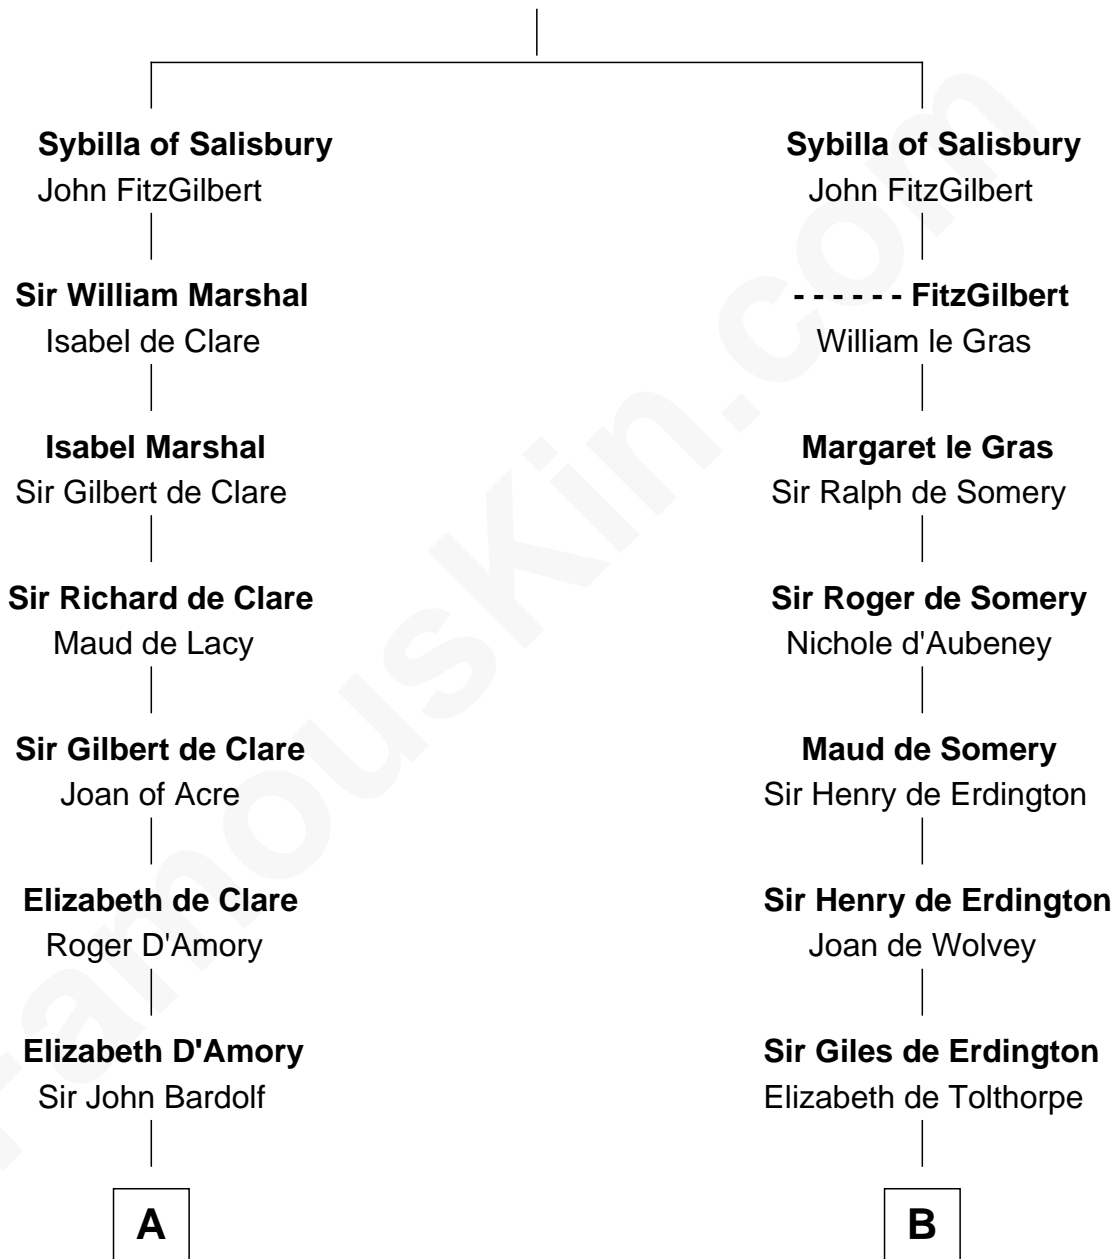 Sybilla of Salisbury
John FitzGilbert
Sir William Marshal
Isabel de Clare
Isabel Marshal
Sir Gilbert de Clare
Sir Richard de Clare
Maud de Lacy
Sir Gilbert de Clare
Joan of Acre
Elizabeth de Clare
Roger D'Amory
Elizabeth D'Amory
Sir John Bardolf
A
Sybilla of Salisbury
John FitzGilbert
- - - - - - FitzGilbert
William le Gras
Margaret le Gras
Sir Ralph de Somery
Sir Roger de Somery
Nichole d'Aubeney
Maud de Somery
Sir Henry de Erdington
Sir Henry de Erdington
Joan de Wolvey
Sir Giles de Erdington
Elizabeth de Tolthorpe
B
FamousKin.com